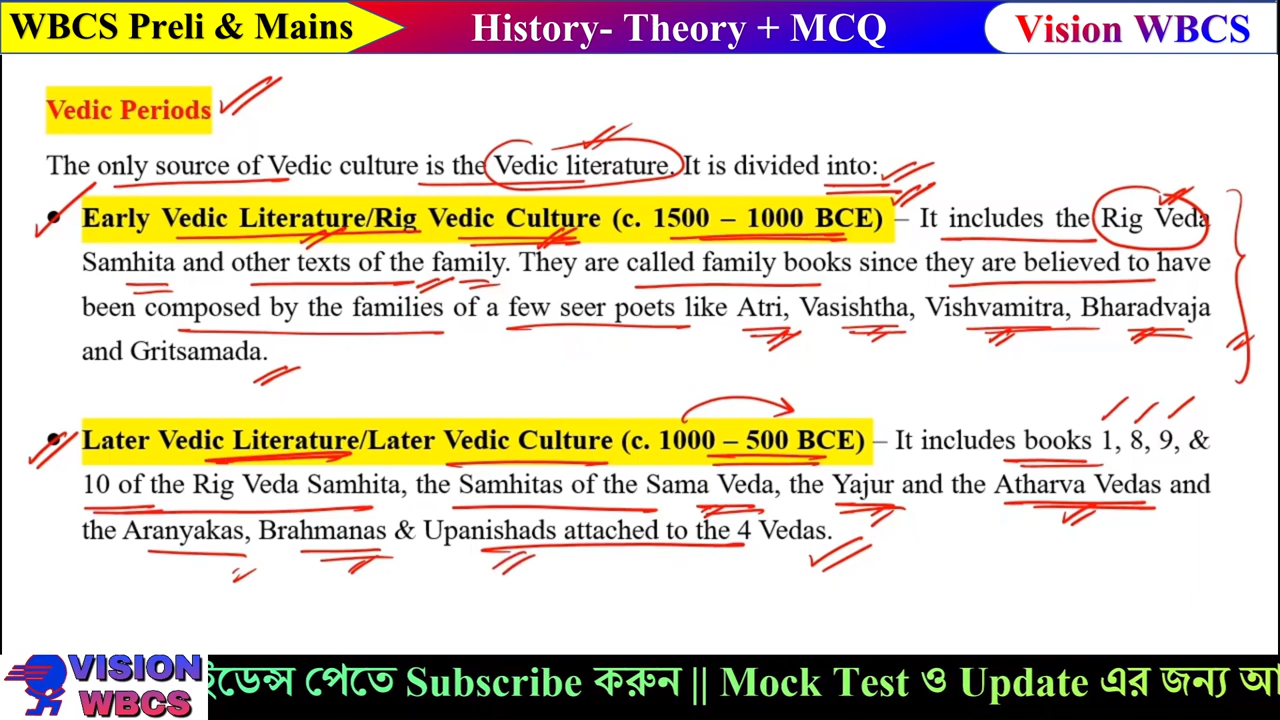 WBCS Preli & Mains
History- Theory + MCQ
Vision WBCS
Vedic Periods
The only source of Vedic culture is the Vedic literature. It is divided into:
• Early Vedic Literature/Rig Vedic Culture (c. 1500 – 1000 BCE) – It includes the Rig Veda
Samhita and other texts of the family. They are called family books since they are believed to have
been composed by the families of a few seer poets like Atri, Vasishtha, Vishvamitra, Bharadvaja
and Gritsamada.
• Later Vedic Literature/Later Vedic Culture (c. 1000 – 500 BCE) – It includes books 1, 8, 9, &
10 of the Rig Veda Samhita, the Samhitas of the Sama Veda, the Yajur and the Atharva Vedas and
the Aranyakas, Brahmanas & Upanishads attached to the 4 Vedas.
VISION
WBCS
পেতে Subscribe করুন || Mock Test ও Update এর জন্য